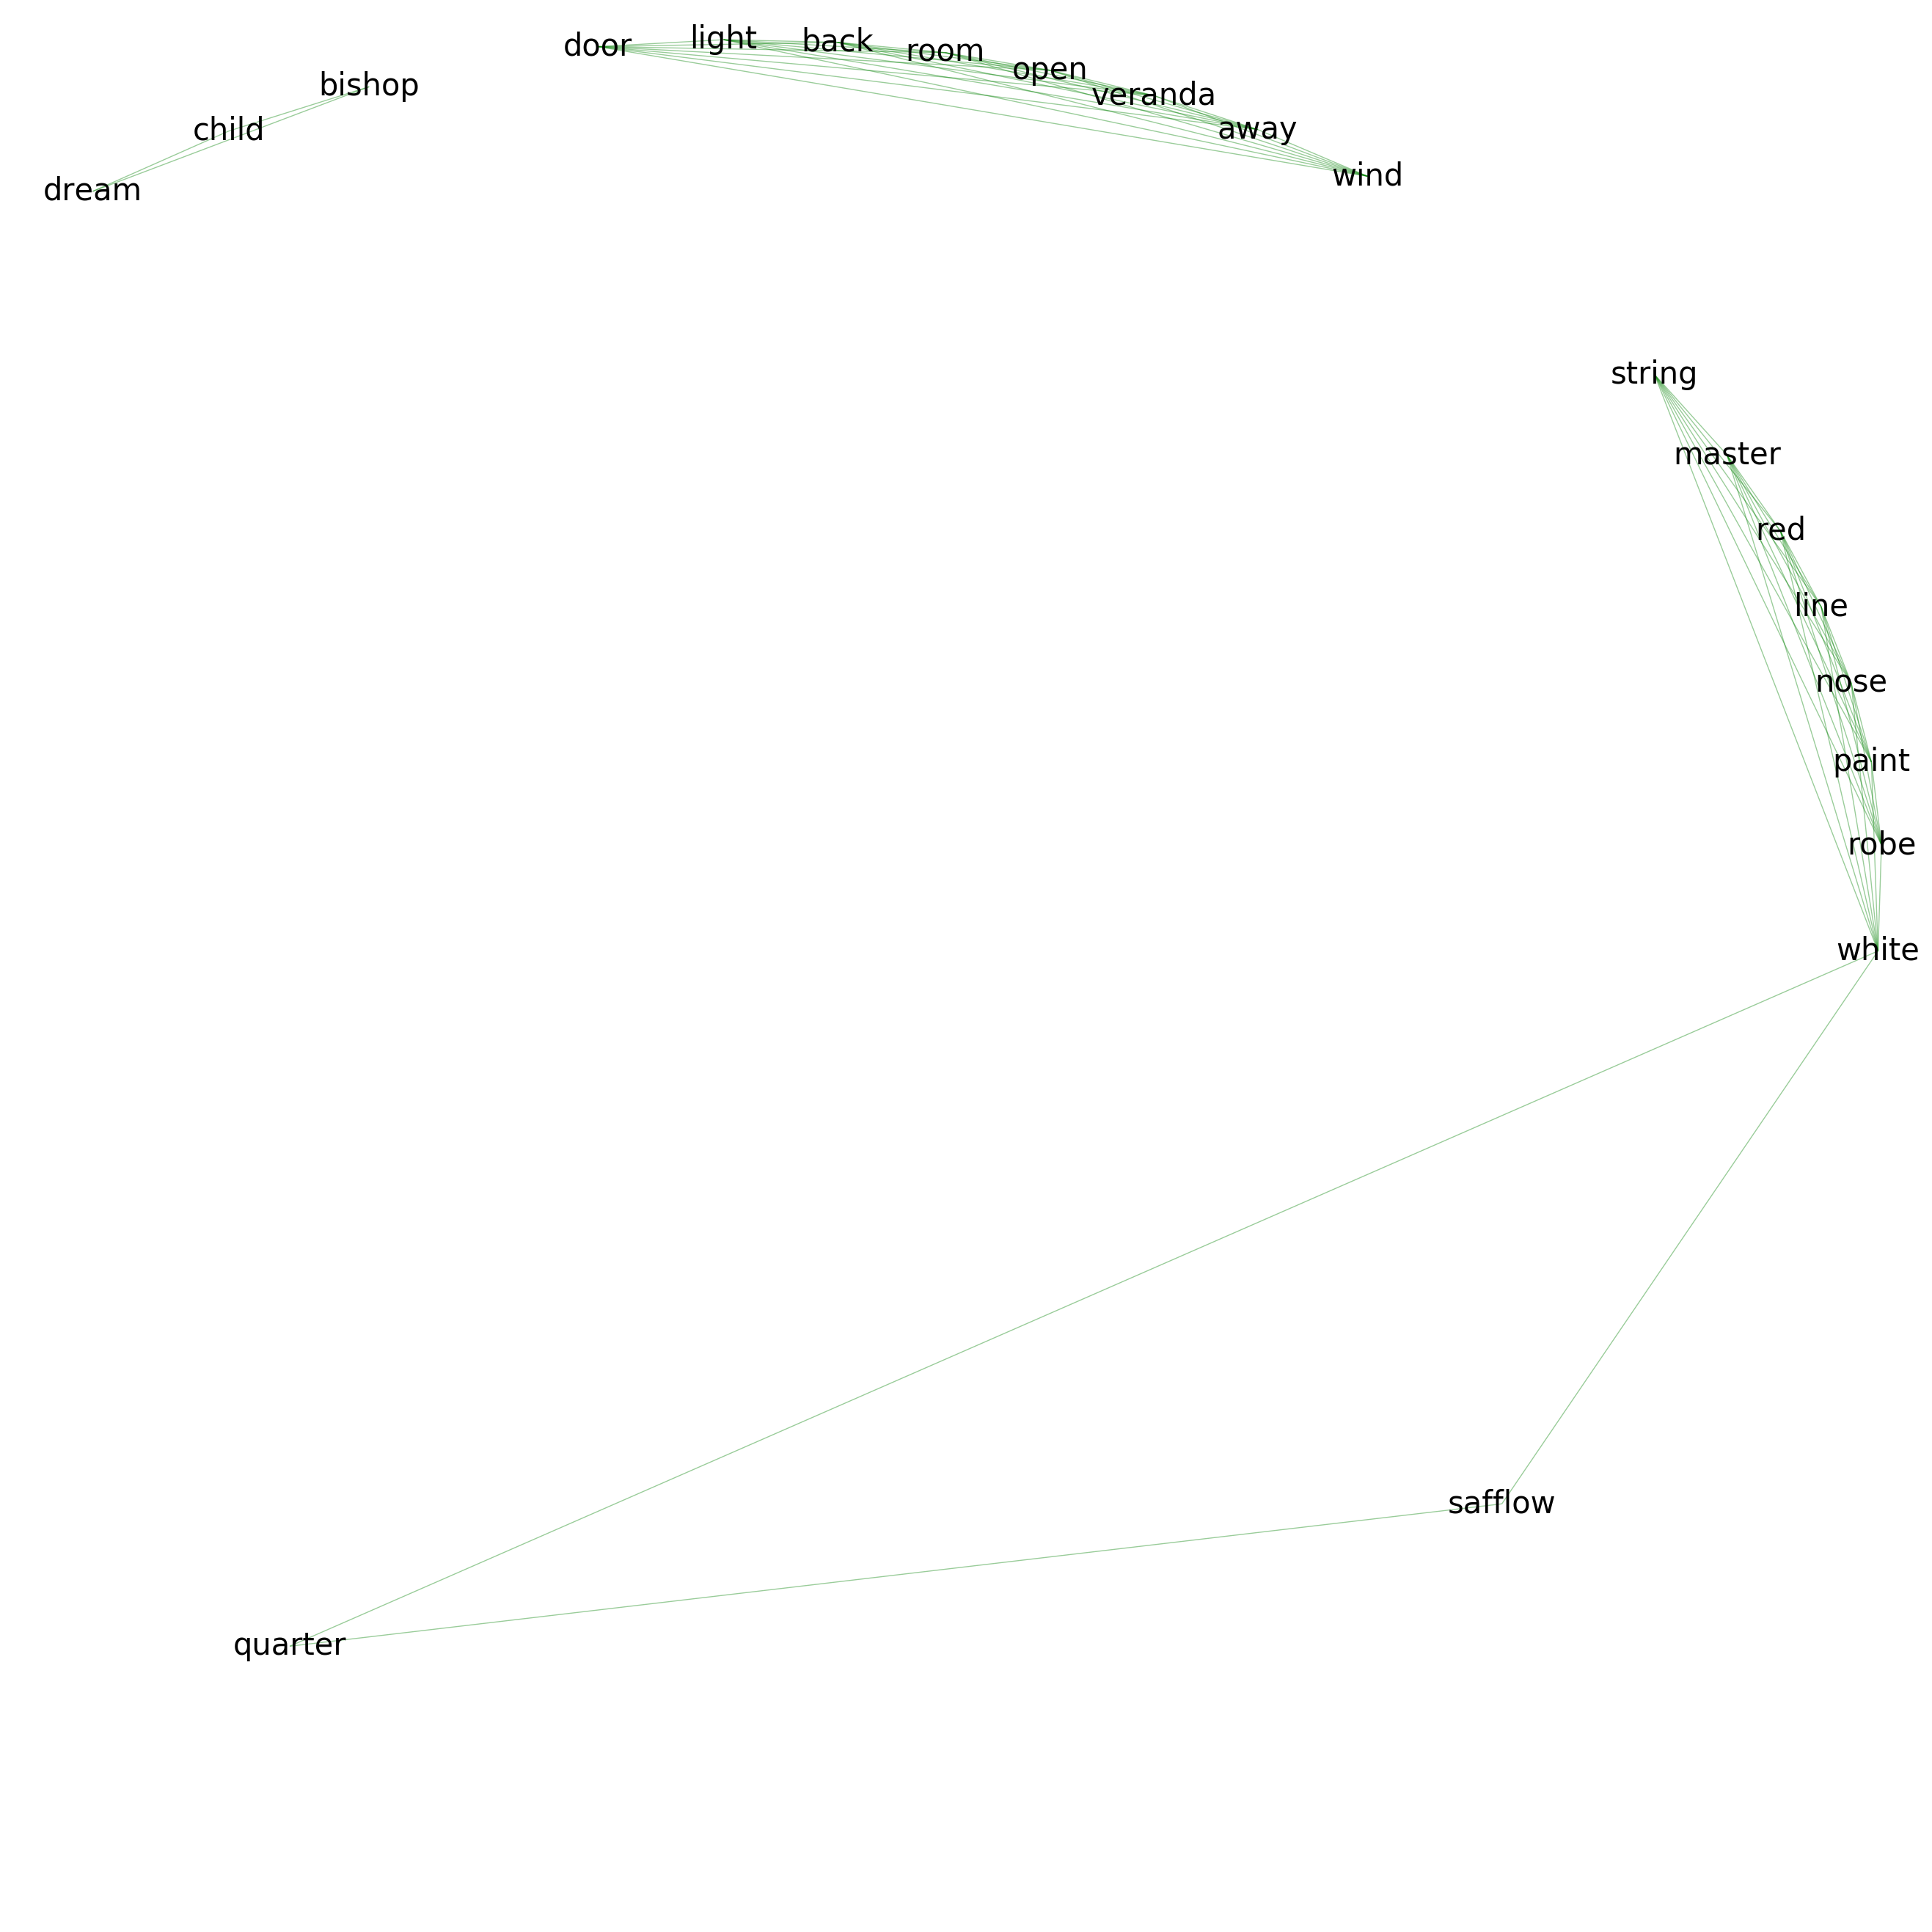 door
light
back
room
open
veranda
away
wind
bishop
child
dream
string
master
red
line
nose
paint
robe
white
safflow
quarter